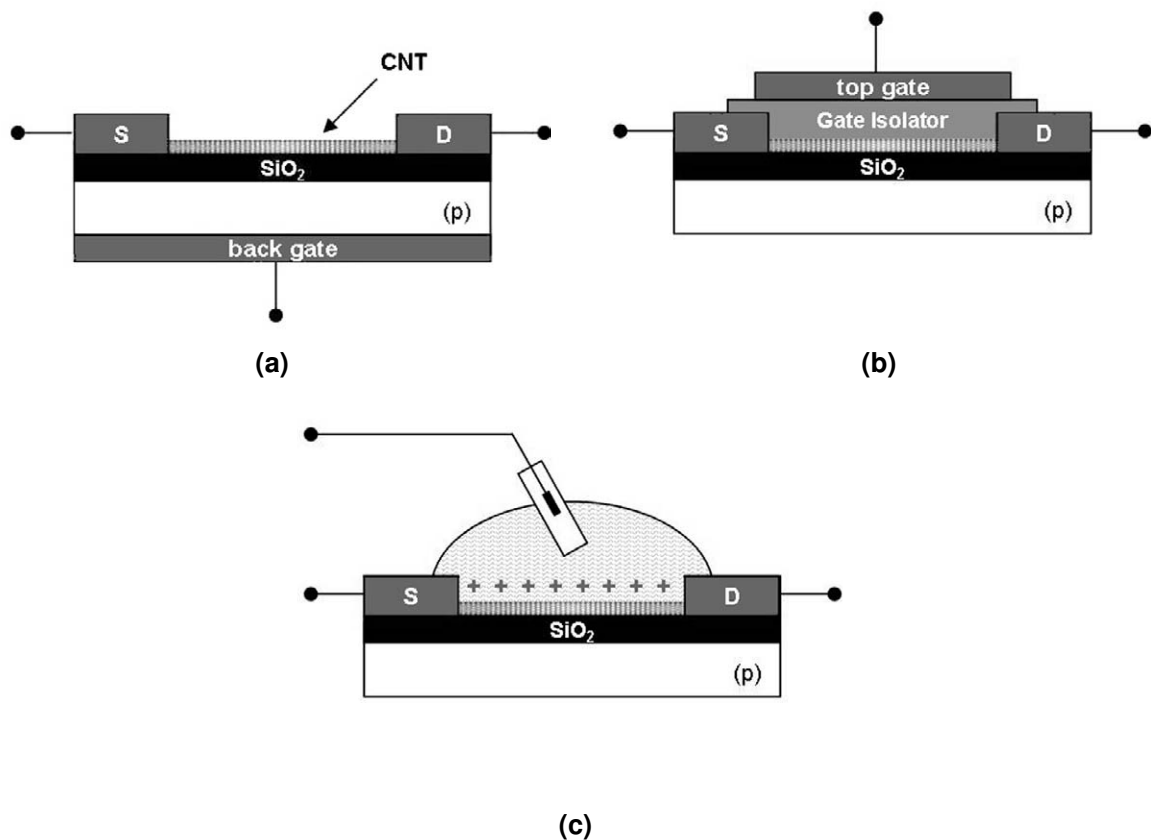 CNT
S
D
SiO₂
(p)
back gate
(a)
top gate
Gate Isolator
S
D
SiO₂
(p)
(b)
+ + + + + + + +
S
D
SiO₂
(p)
(c)